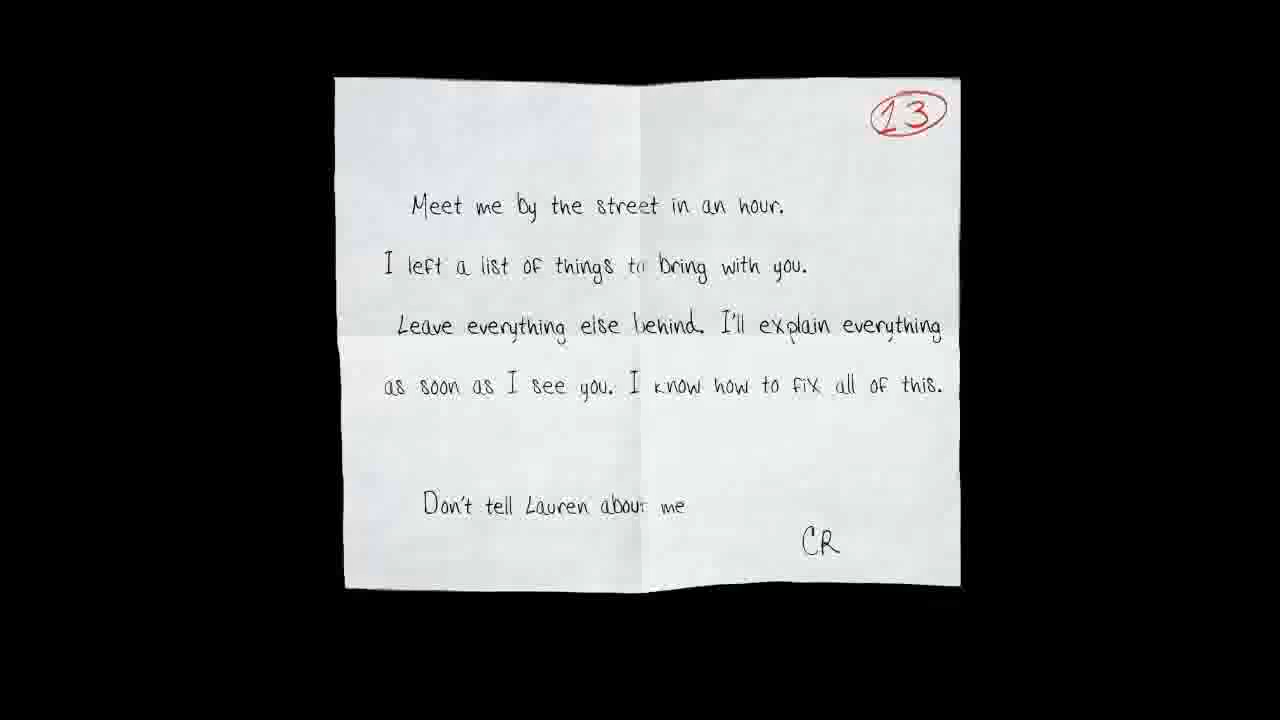 13
Meet me by the street in an hour.
I left a list of things to bring with you.
Leave everything else behind. I'll explain everything
as soon as I see you. I know how to fix all of this.
Don't tell Lauren about me
CR